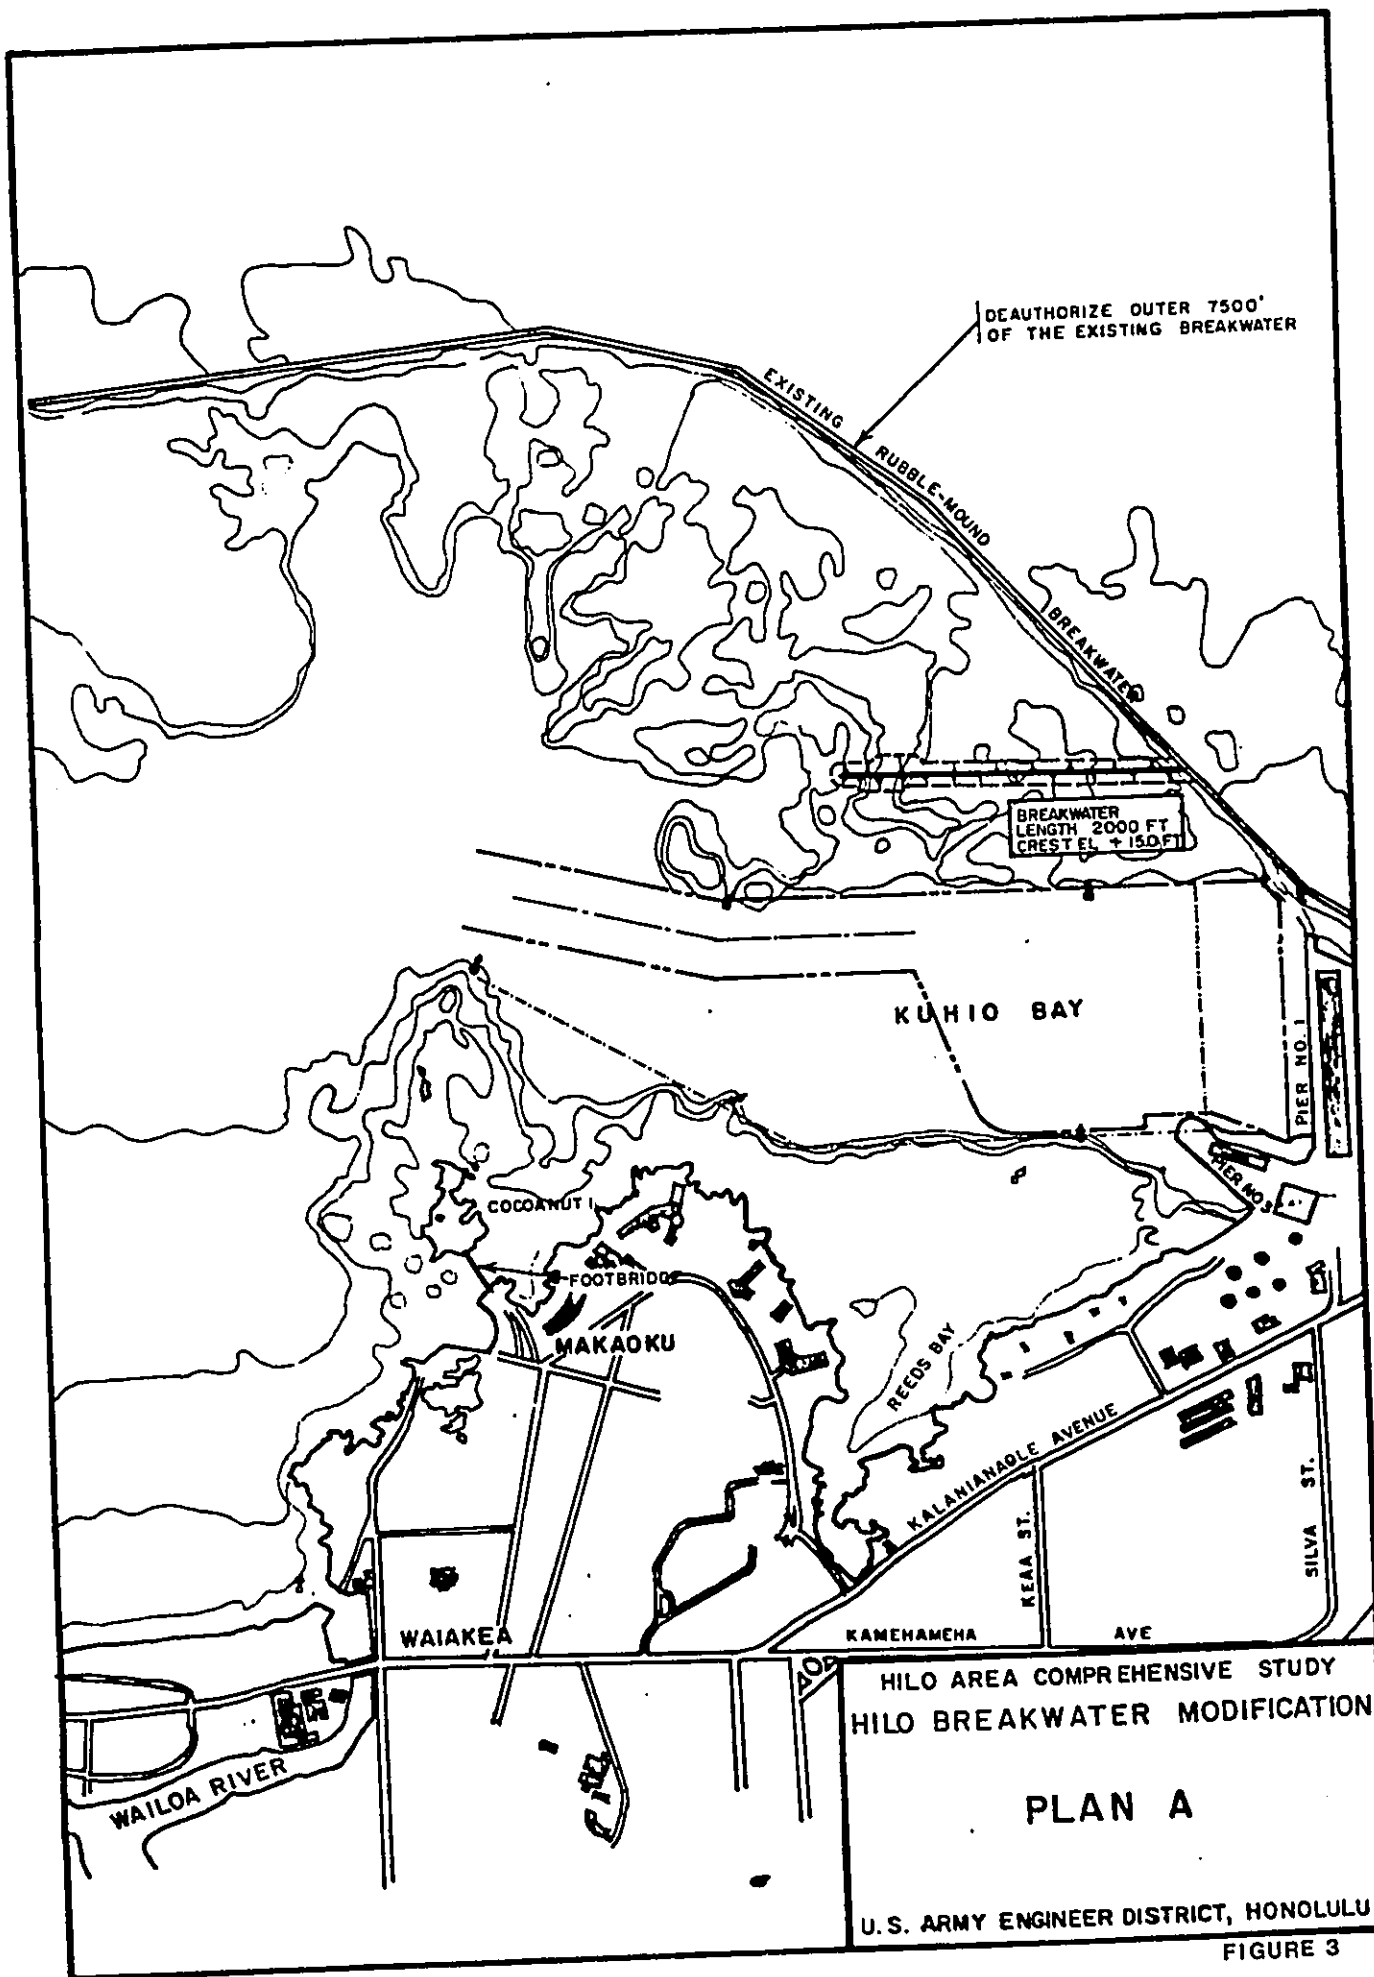 DEAUTHORIZE OUTER 7500'
OF THE EXISTING BREAKWATER
EXISTING RUBBLE-MOUND BREAKWATER
BREAKWATER
LENGTH 2000 FT
CREST EL + 15.0 FT
KUHIO BAY
PIER NO. 1
PIER NO.
COCOANUT I.
FOOTBRIDGE
MAKAOKU
REEDS BAY
KALANIANAOLE AVENUE
KEAA ST.
SILVA ST.
WAIAKEA
KAMEHAMEHA AVE
WAILOA RIVER
HILO AREA COMPREHENSIVE STUDY
HILO BREAKWATER MODIFICATION
PLAN A
U.S. ARMY ENGINEER DISTRICT, HONOLULU
FIGURE 3